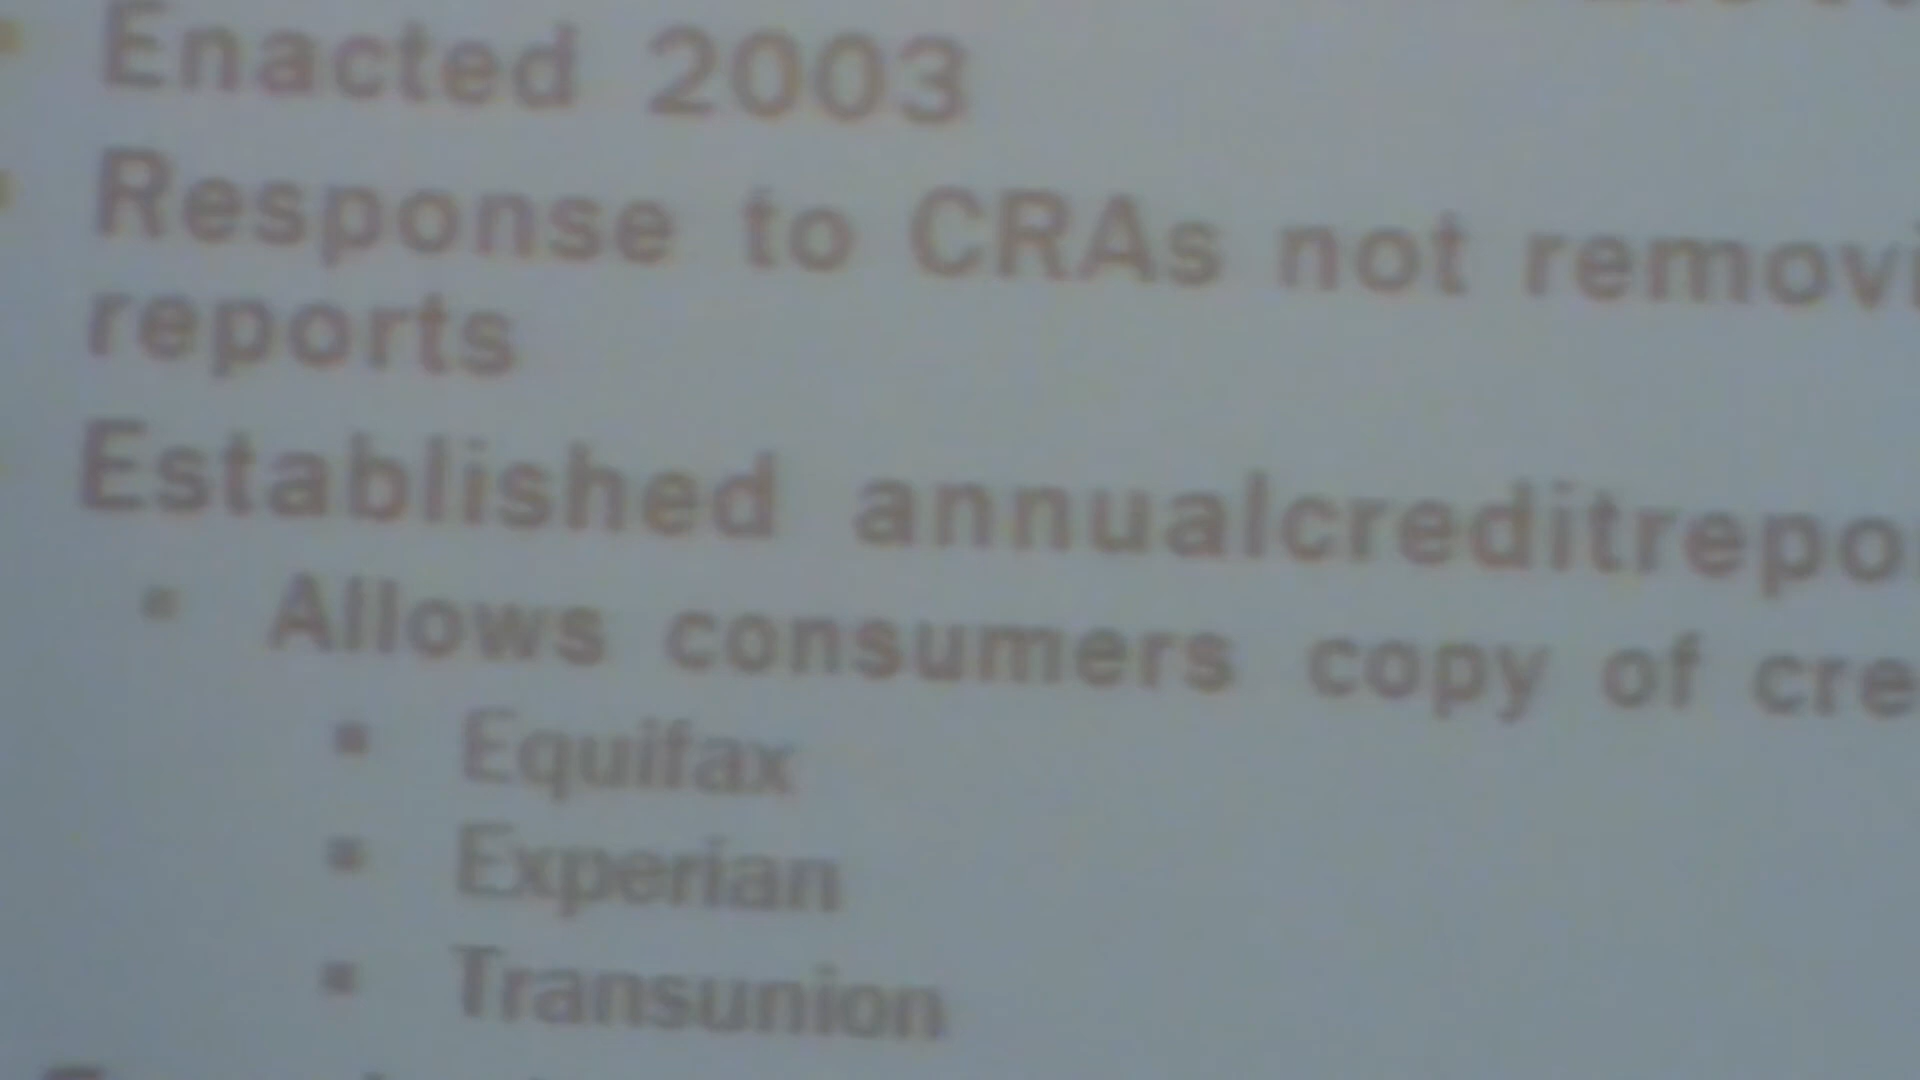 Enacted 2003
Response to CRAs not removi
reports
Established annualcreditrepo
Allows consumers copy of cre
Equifax
Experian
Transunion